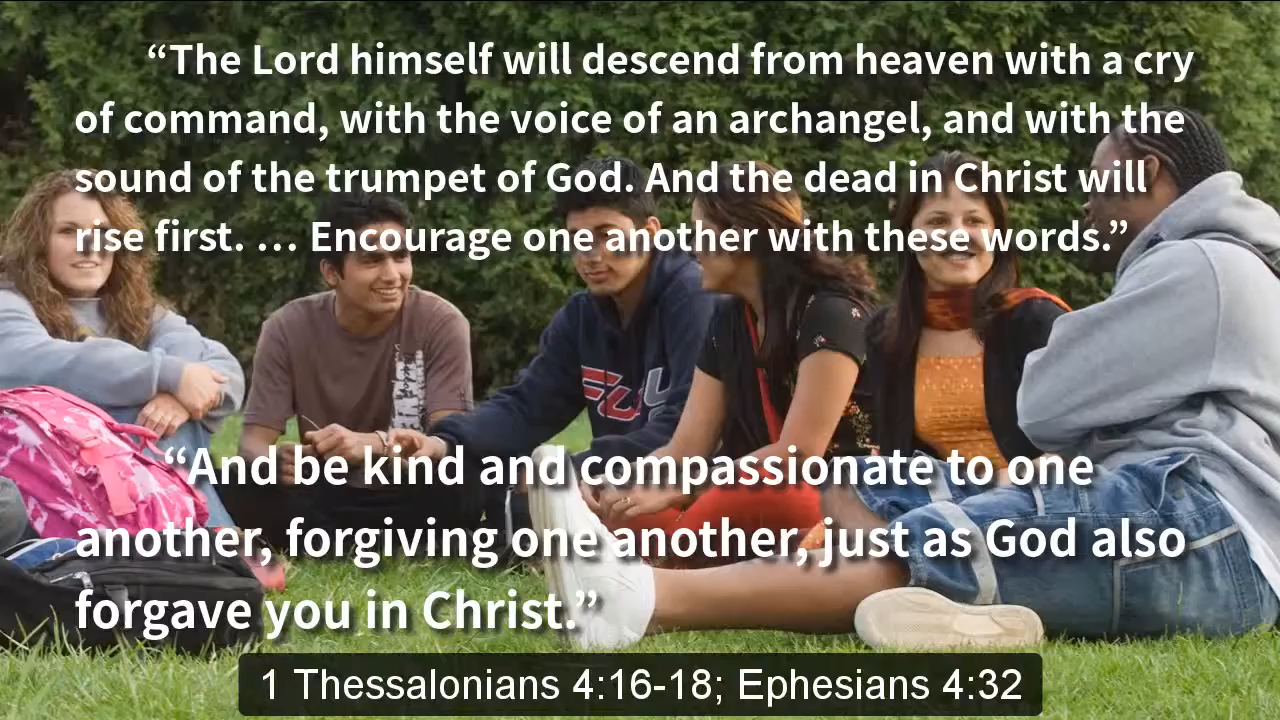 “The Lord himself will descend from heaven with a cry
of command, with the voice of an archangel, and with the
sound of the trumpet of God. And the dead in Christ will
rise first. … Encourage one another with these words.”
“And be kind and compassionate to one
another, forgiving one another, just as God also
forgave you in Christ.”
1 Thessalonians 4:16-18; Ephesians 4:32